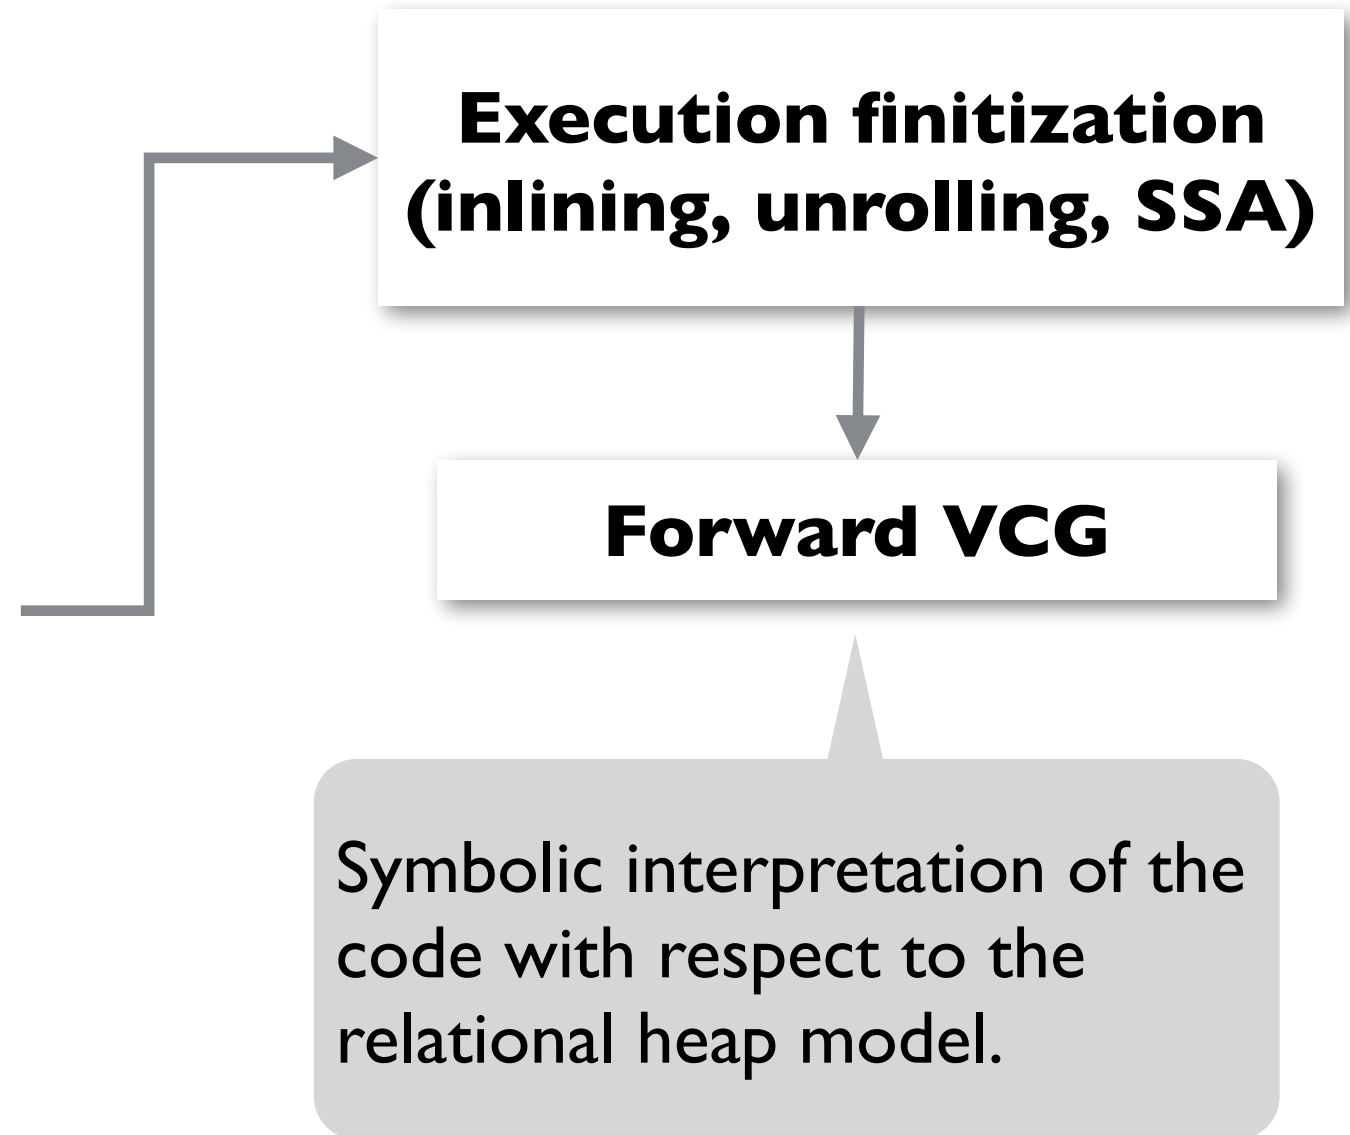 Execution finitization
(inlining, unrolling, SSA)
Forward VCG
Symbolic interpretation of the
code with respect to the
relational heap model.